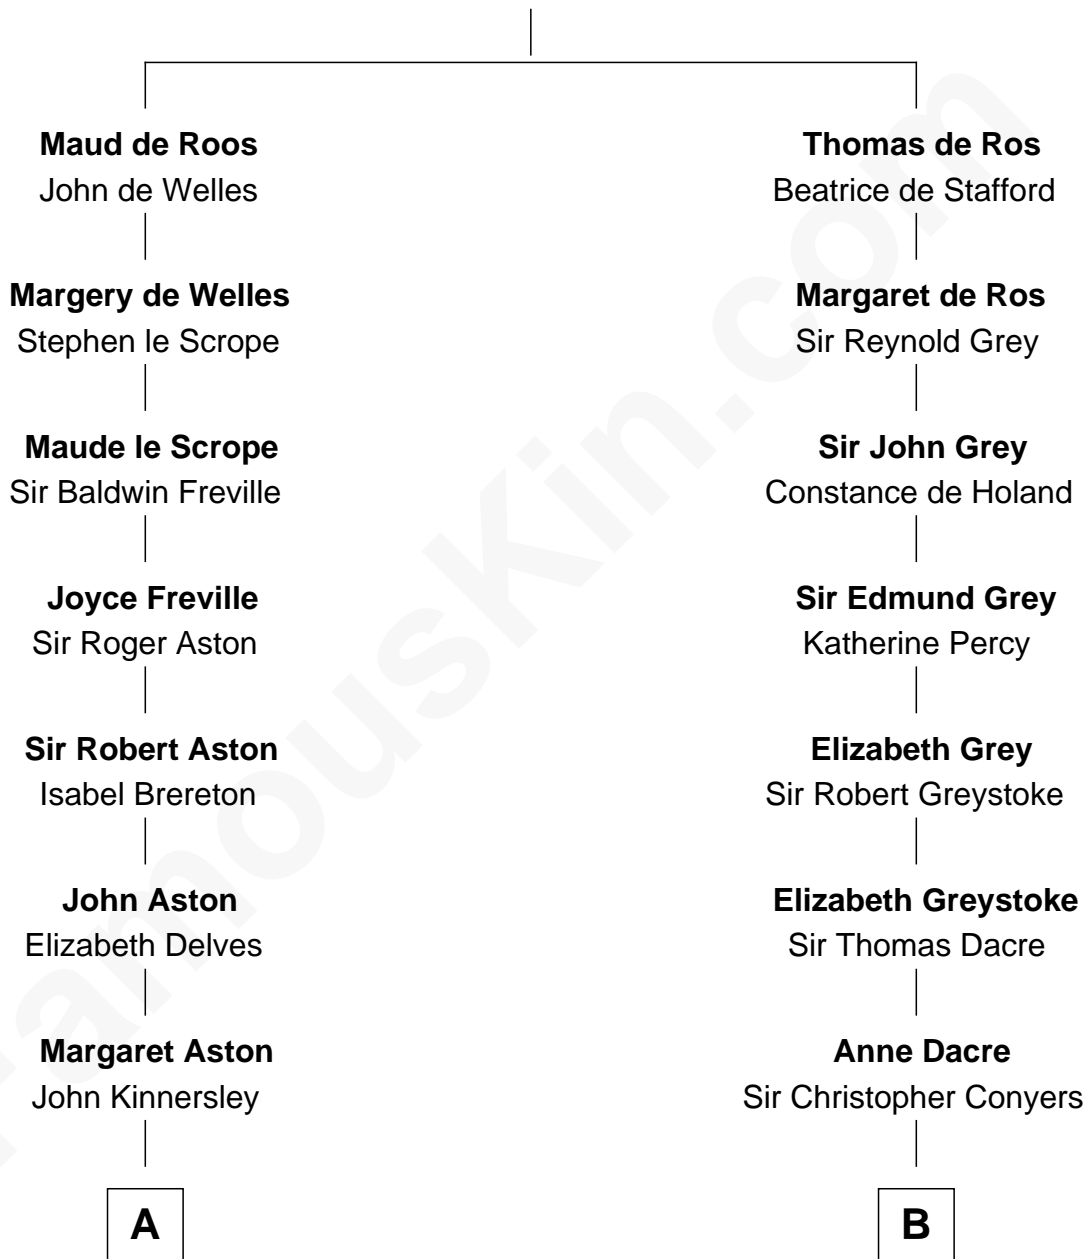 Maud de Roos
John de Welles
Margery de Welles
Stephen le Scrope
Maude le Scrope
Sir Baldwin Freville
Joyce Freville
Sir Roger Aston
Sir Robert Aston
Isabel Brereton
John Aston
Elizabeth Delves
Margaret Aston
John Kinnersley
A
Thomas de Ros
Beatrice de Stafford
Margaret de Ros
Sir Reynold Grey
Sir John Grey
Constance de Holand
Sir Edmund Grey
Katherine Percy
Elizabeth Grey
Sir Robert Greystoke
Elizabeth Greystoke
Sir Thomas Dacre
Anne Dacre
Sir Christopher Conyers
B
FamousKin.com